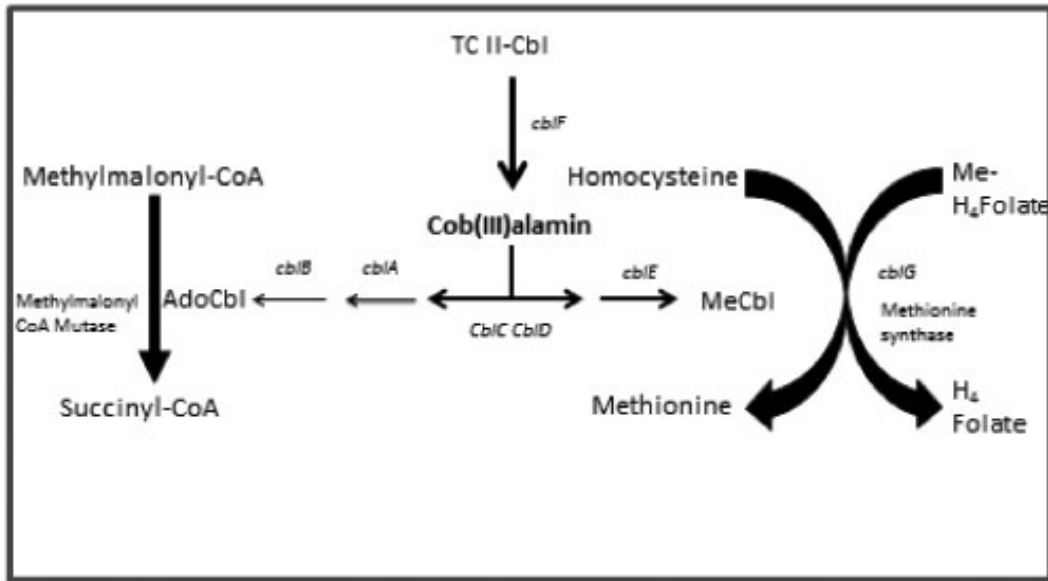 TC II-Cbl
cblF
Methylmalonyl-CoA
Homocysteine
Me-
H₄Folate
Cob(III)alamin
cblB
cblA
cblE
cblG
Methylmalonyl
CoA Mutase
AdoCbl
MeCbl
Methionine
synthase
CblC CblD
Succinyl-CoA
Methionine
H₄
Folate